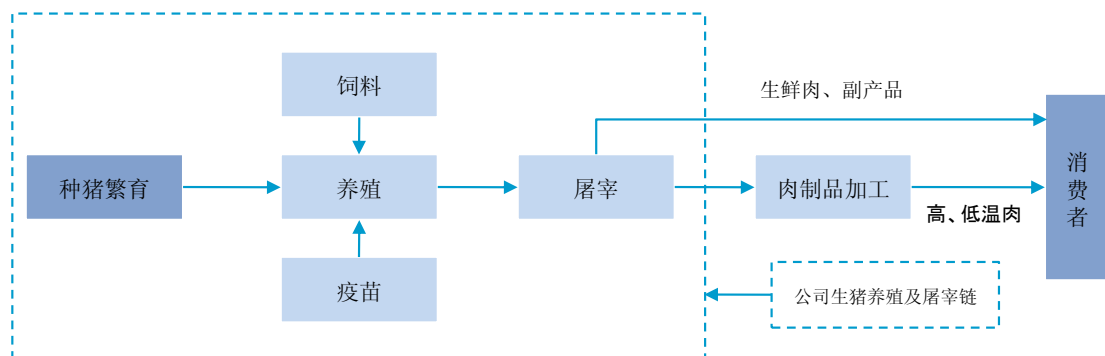 饲料
生鲜肉、副产品
种猪繁育
养殖
屠宰
肉制品加工
消费者
高、低温肉
疫苗
公司生猪养殖及屠宰链